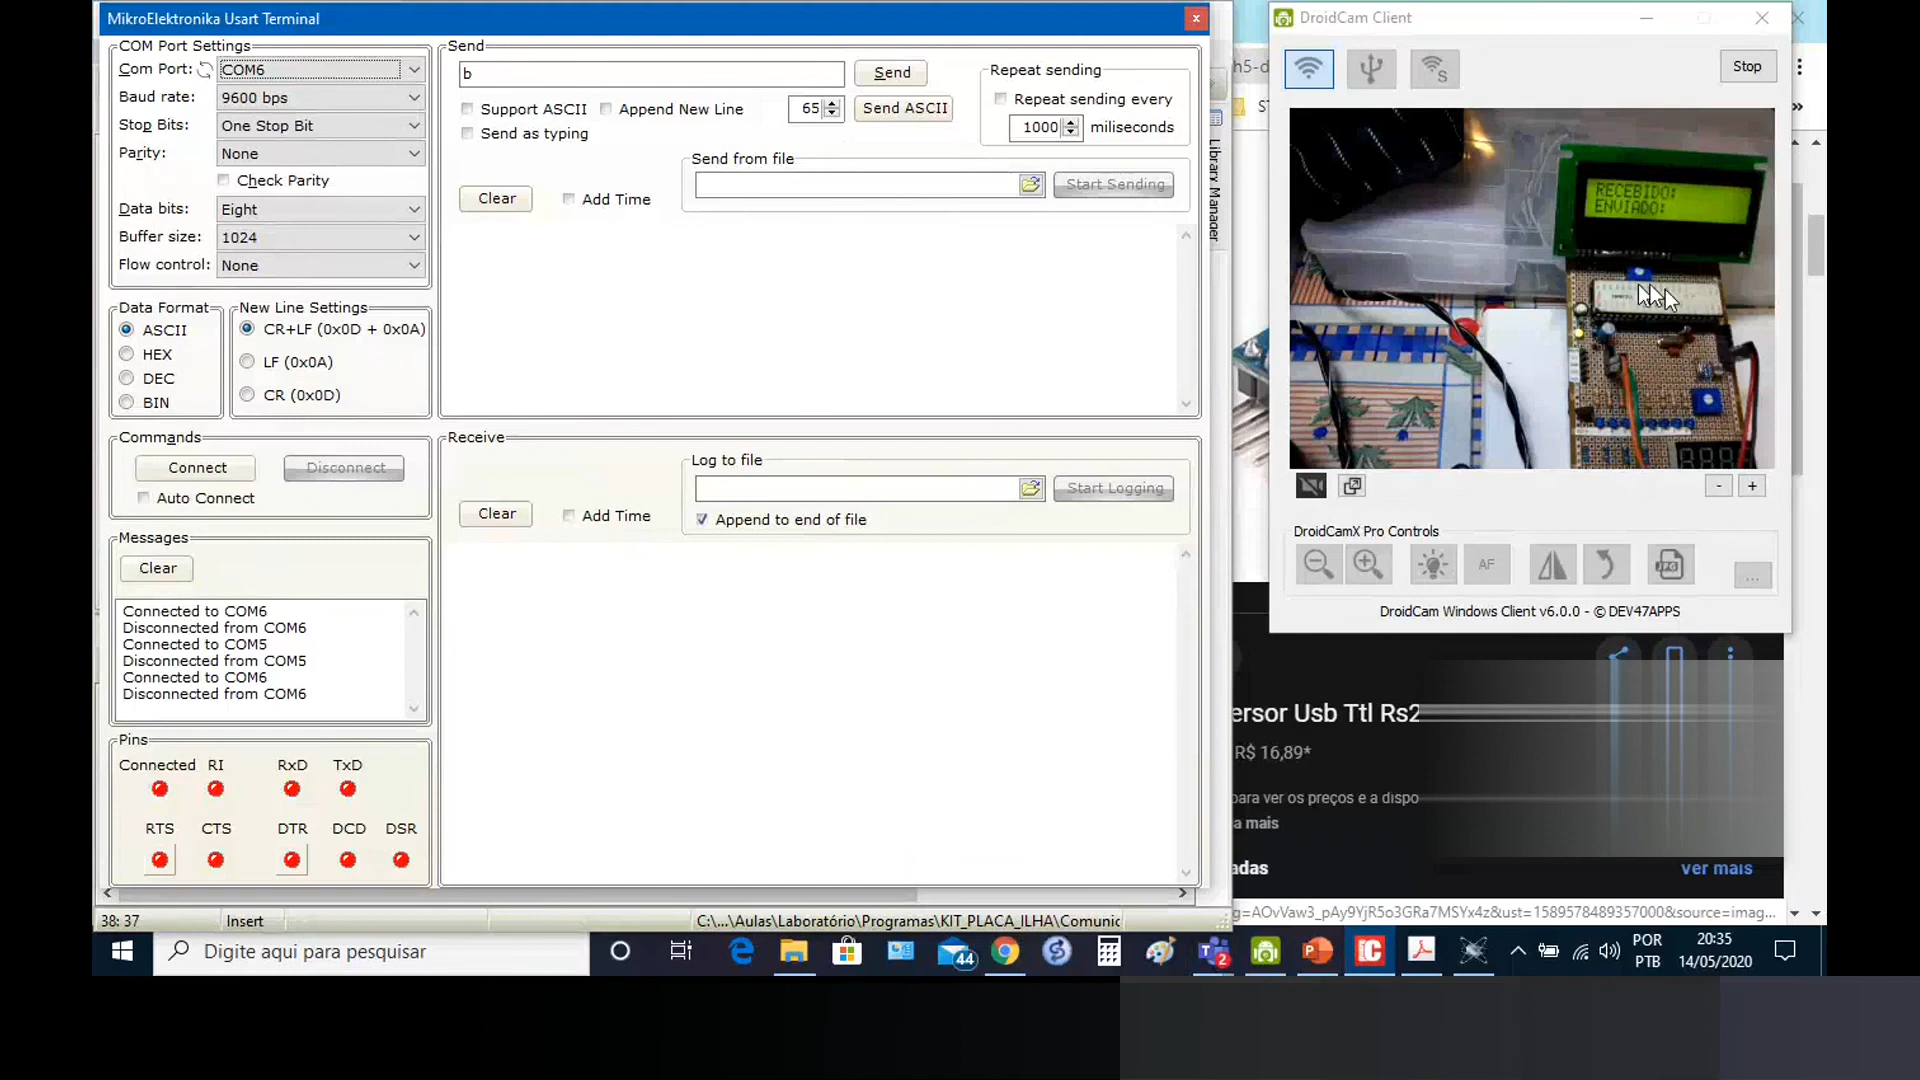 MikroElektronika Usart Terminal
COM Port Settings
Com Port: COM6
Baud rate: 9600 bps
Stop Bits: One Stop Bit
Parity: None
Check Parity
Data bits: Eight
Buffer size: 1024
Flow control: None
Data Format
ASCII
HEX
DEC
BIN
New Line Settings
CR+LF (0x0D + 0x0A)
LF (0x0A)
CR (0x0D)
Commands
Connect Disconnect
Auto Connect
Messages
Clear
Connected to COM6
Disconnected from COM6
Connected to COM5
Disconnected from COM5
Connected to COM6
Disconnected from COM6
Pins
Connected RI RxD TxD
RTS CTS DTR DCD DSR
Send
b Send
Support ASCII Append New Line 65 Send ASCII
Send as typing
Repeat sending
Repeat sending every
1000 miliseconds
Send from file
Start Sending
Clear Add Time
Receive
Log to file
Start Logging
Clear Add Time
Append to end of file
Library Manager
38: 37 Insert C:\...\Aulas\Laboratório\Programas\KIT_PLACA_ILHA\Comunic
DroidCam Client
Stop
RECEBIDO:
ENVIADO:
- +
DroidCamX Pro Controls
AF JPG ...
DroidCam Windows Client v6.0.0 - © DEV47APPS
h5-d
ersor Usb Ttl Rs2
R$ 16,89*
para ver os preços e a dispo
a mais
adas ver mais
g=AOvVaw3_pAy9YjR5o3GRa7MSYx4z&ust=1589578489357000&source=imag...
Digite aqui para pesquisar
44
2
POR
PTB
20:35
14/05/2020